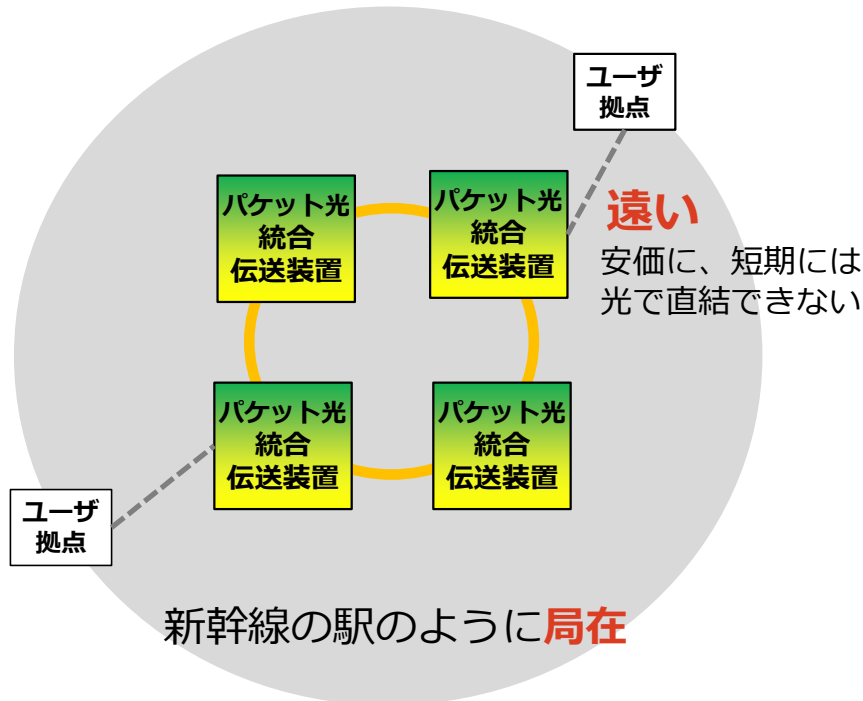 ユーザ
拠点
パケット光
統合
伝送装置
パケット光
統合
伝送装置
遠い
安価に、短期には
光で直結できない
パケット光
統合
伝送装置
パケット光
統合
伝送装置
ユーザ
拠点
新幹線の駅のように局在